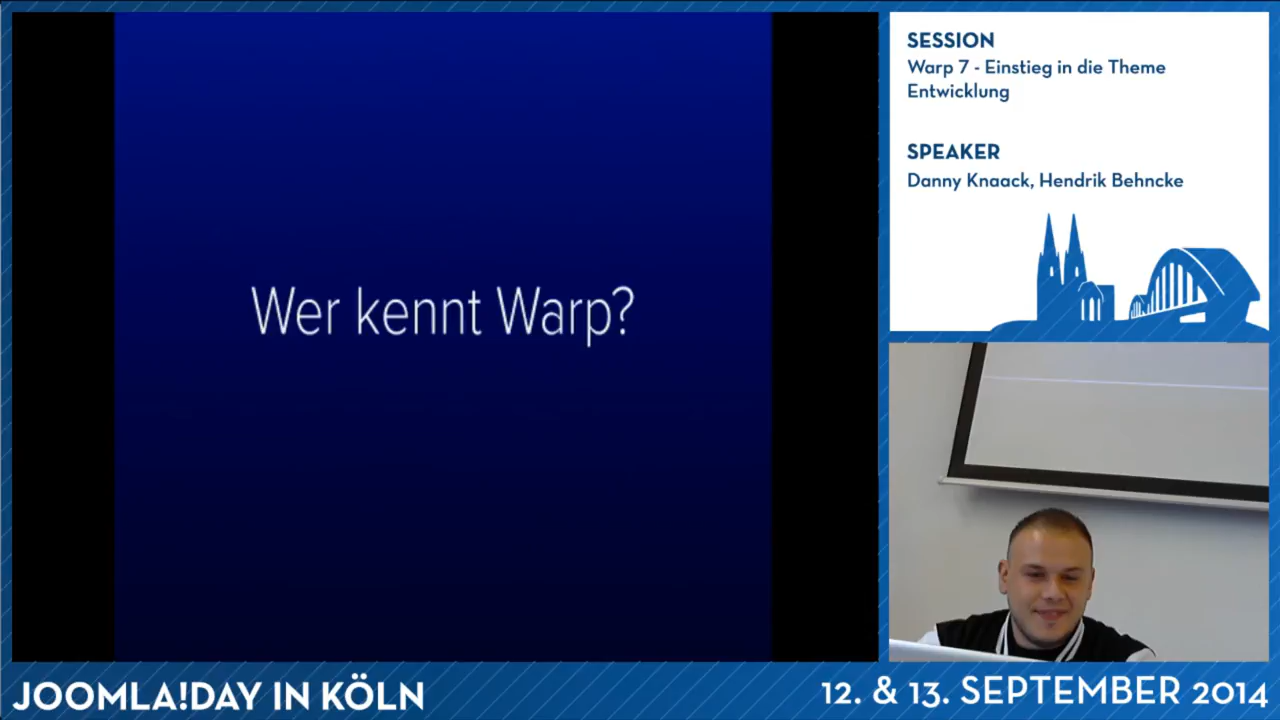 Wer kennt Warp?
SESSION
Warp 7 - Einstieg in die Theme
Entwicklung
SPEAKER
Danny Knaack, Hendrik Behncke
JOOMLA!DAY IN KÖLN
12. & 13. SEPTEMBER 2014